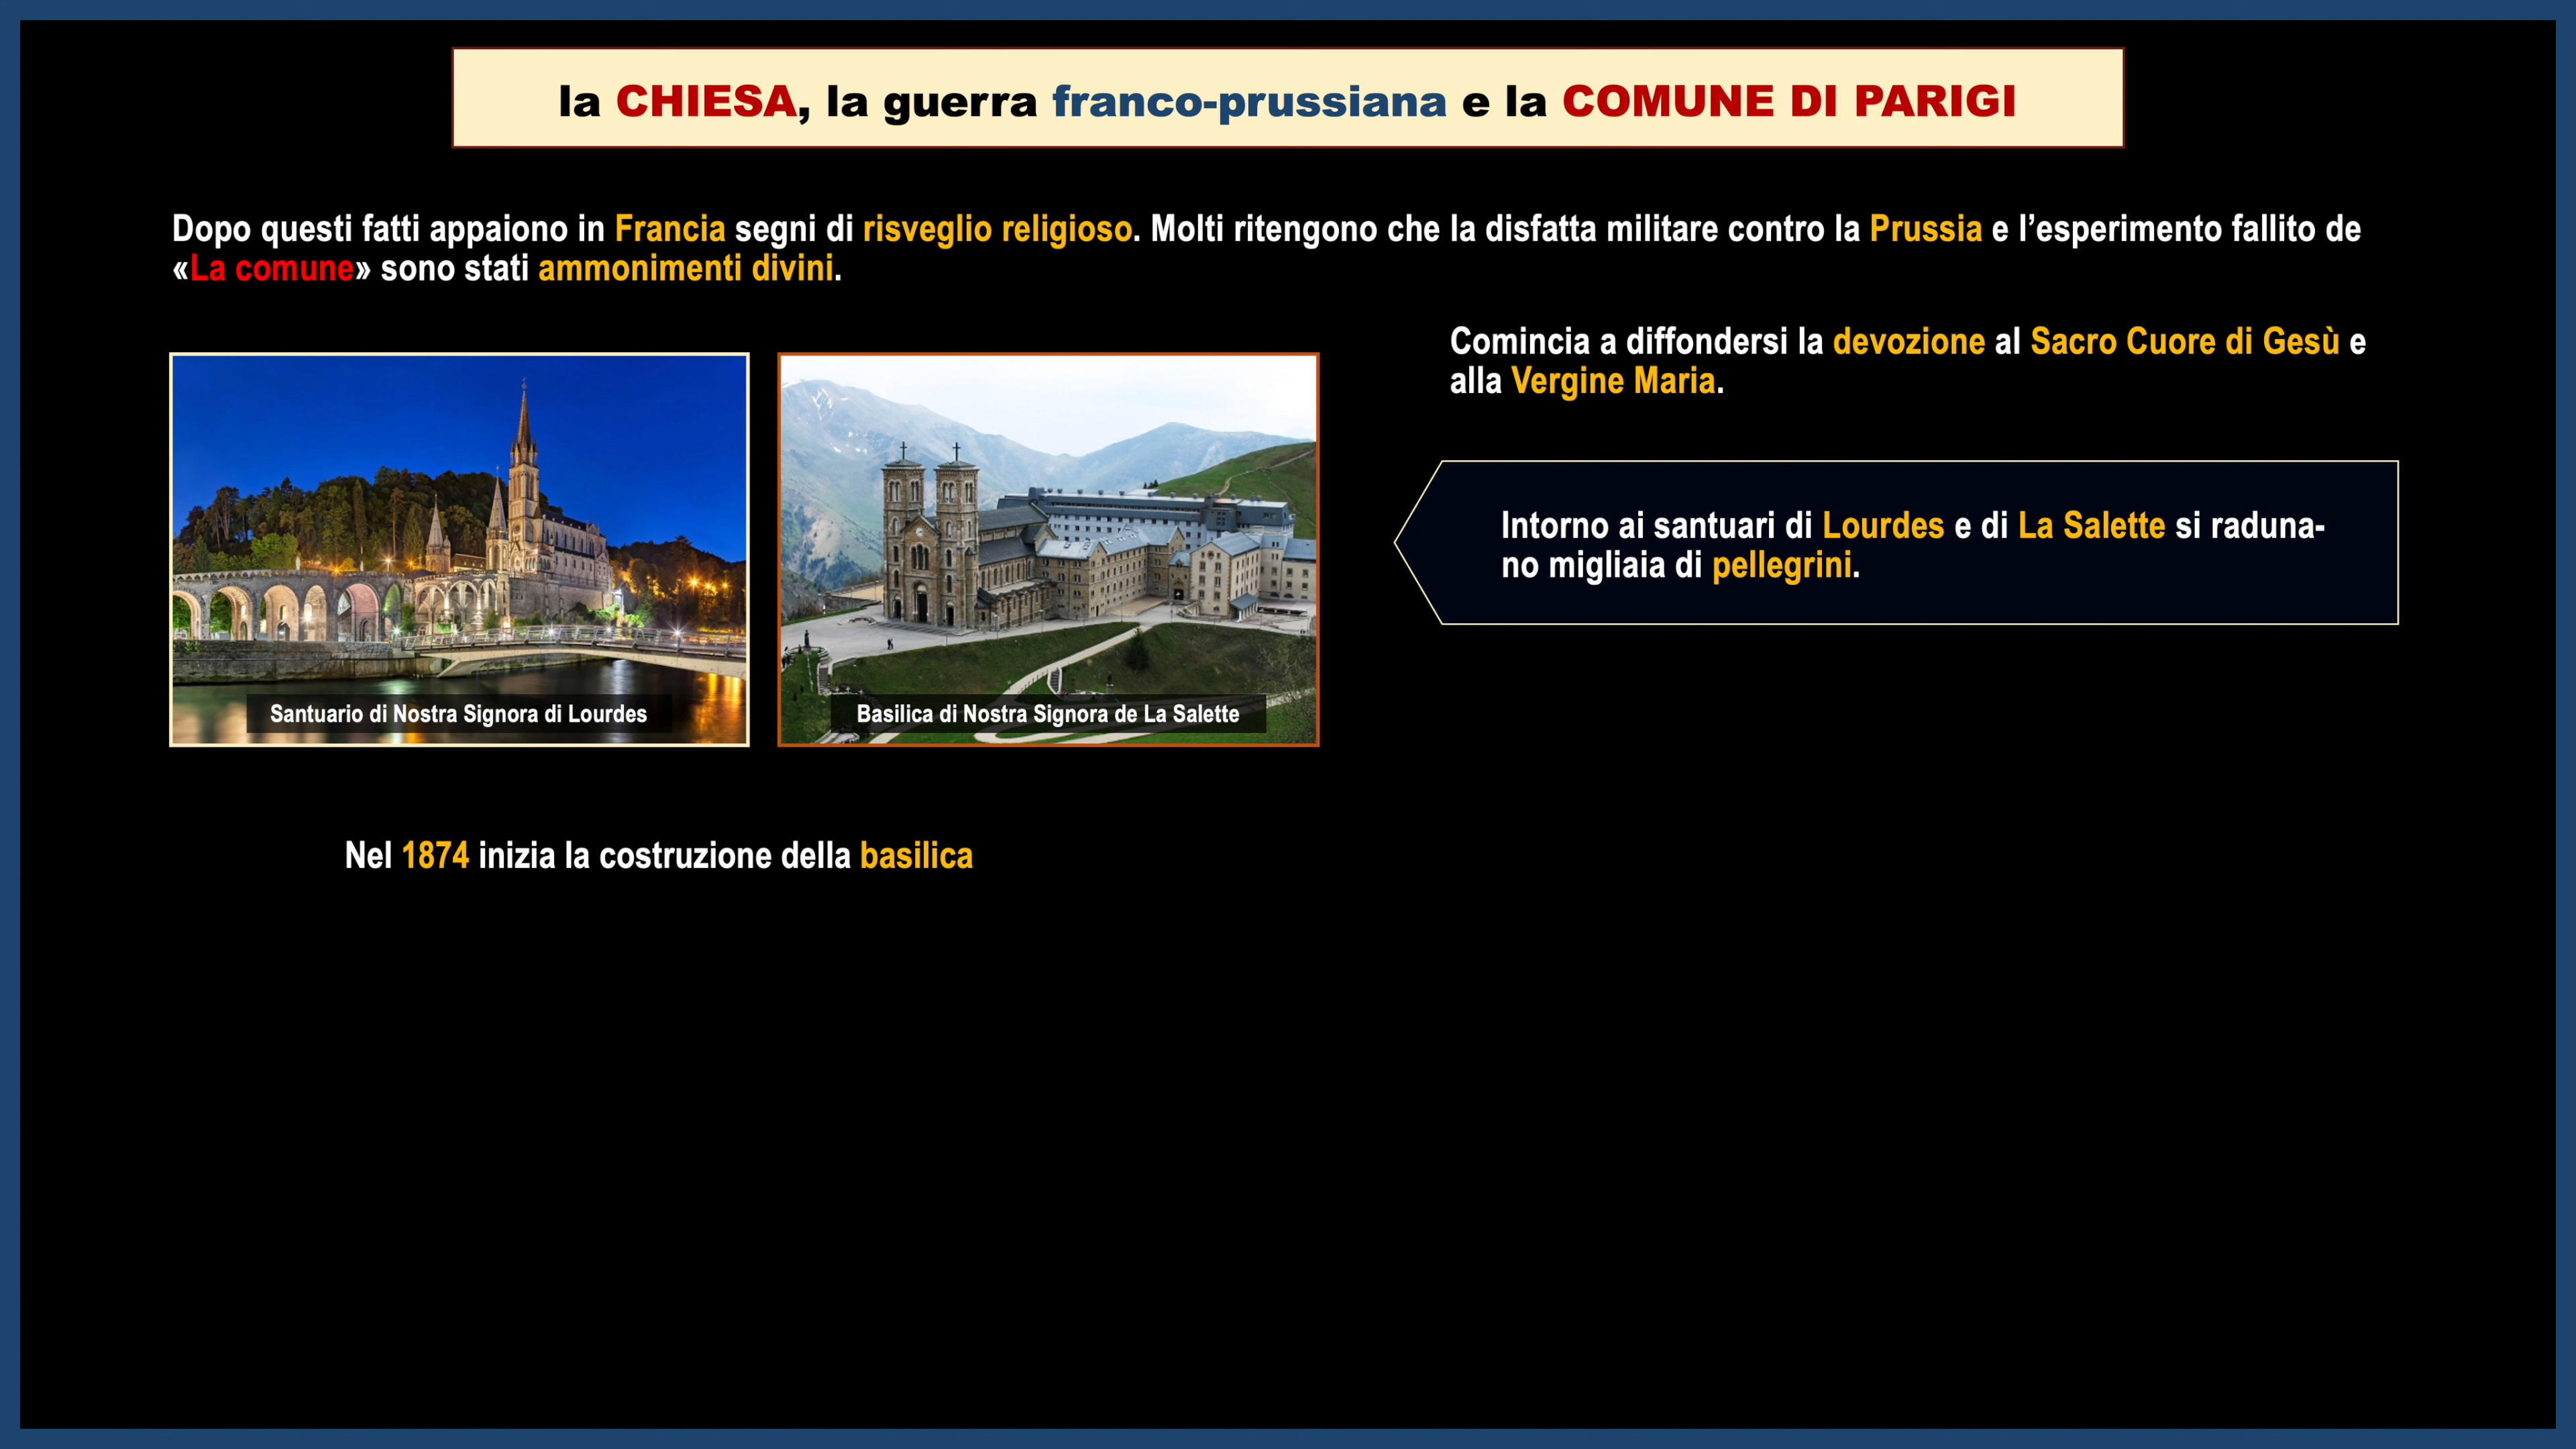 la CHIESA, la guerra franco-prussiana e la COMUNE DI PARIGI
Dopo questi fatti appaiono in Francia segni di risveglio religioso. Molti ritengono che la disfatta militare contro la Prussia e l’esperimento fallito de
«La comune» sono stati ammonimenti divini.
Comincia a diffondersi la devozione al Sacro Cuore di Gesù e
alla Vergine Maria.
Intorno ai santuari di Lourdes e di La Salette si raduna-
no migliaia di pellegrini.
Santuario di Nostra Signora di Lourdes
Basilica di Nostra Signora de La Salette
Nel 1874 inizia la costruzione della basilica